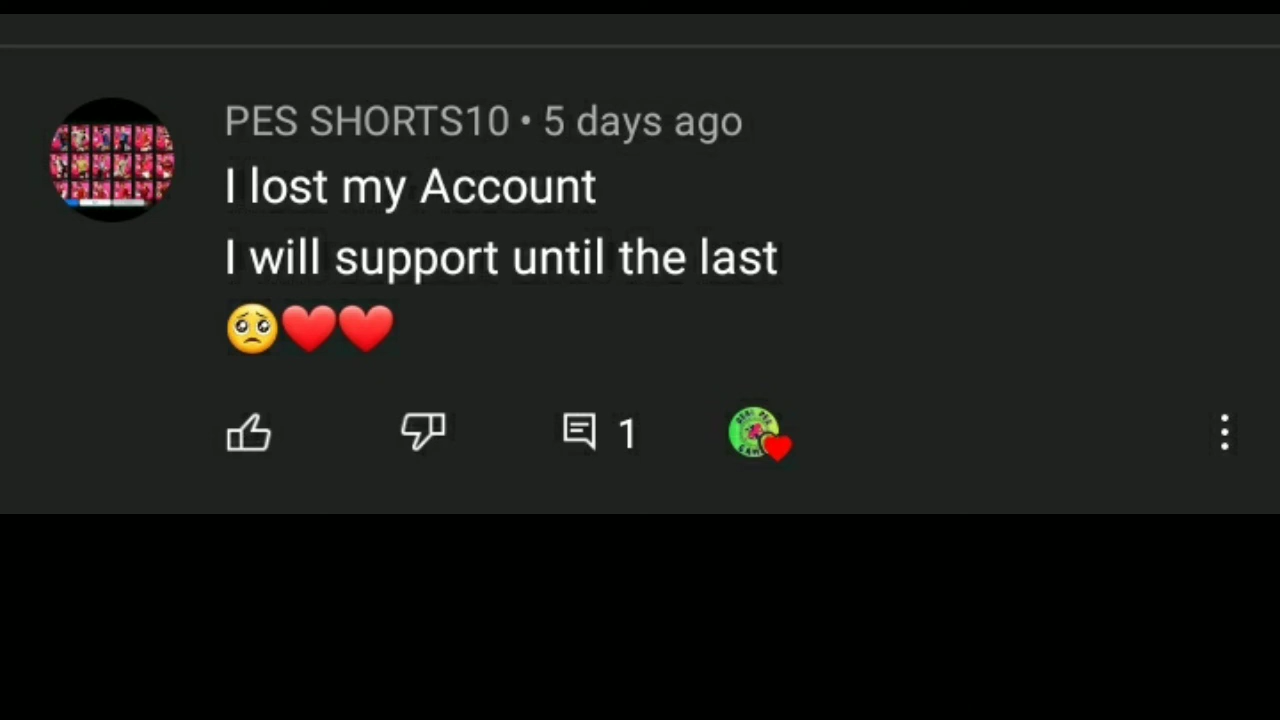 PES SHORTS10 • 5 days ago
I lost my Account
I will support until the last
🥺❤️❤️
1